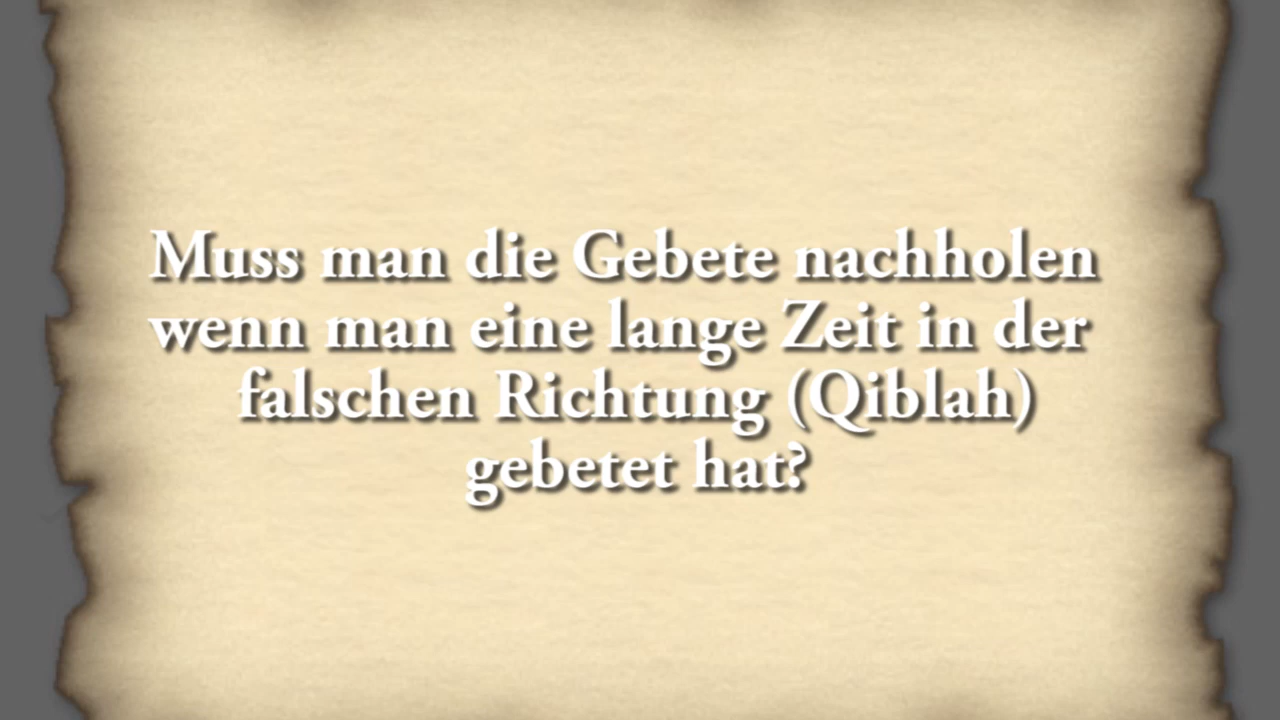 Muss man die Gebete nachholen
wenn man eine lange Zeit in der
falschen Richtung (Qiblah)
gebetet hat?